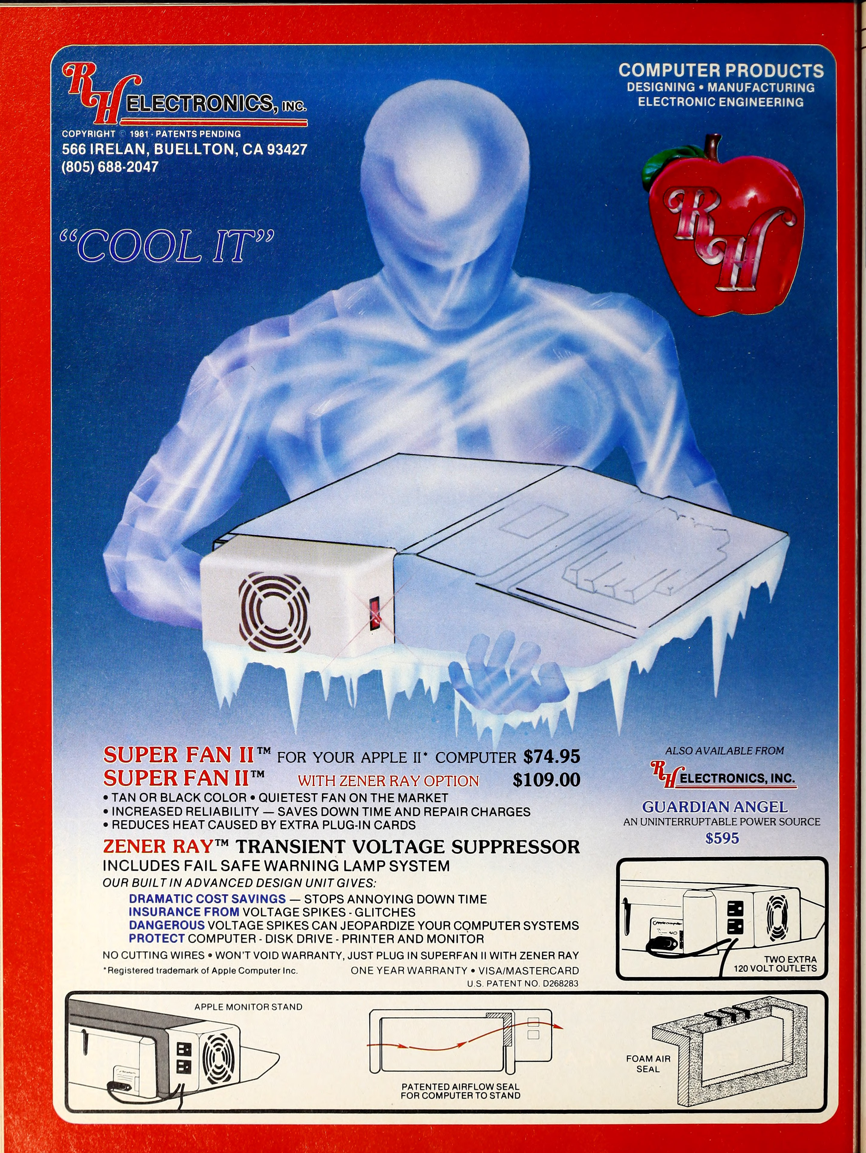 RH ELECTRONICS, INC.
COPYRIGHT © 1981 - PATENTS PENDING
566 IRELAN, BUELLTON, CA 93427
(805) 688-2047
COMPUTER PRODUCTS
DESIGNING • MANUFACTURING
ELECTRONIC ENGINEERING
RH
"COOL IT"
SUPER FAN II™ FOR YOUR APPLE II* COMPUTER $74.95
SUPER FAN II™ WITH ZENER RAY OPTION $109.00
• TAN OR BLACK COLOR • QUIETEST FAN ON THE MARKET
• INCREASED RELIABILITY — SAVES DOWN TIME AND REPAIR CHARGES
• REDUCES HEAT CAUSED BY EXTRA PLUG-IN CARDS
ZENER RAY™ TRANSIENT VOLTAGE SUPPRESSOR
INCLUDES FAIL SAFE WARNING LAMP SYSTEM
OUR BUILT IN ADVANCED DESIGN UNIT GIVES:
DRAMATIC COST SAVINGS — STOPS ANNOYING DOWN TIME
INSURANCE FROM VOLTAGE SPIKES - GLITCHES
DANGEROUS VOLTAGE SPIKES CAN JEOPARDIZE YOUR COMPUTER SYSTEMS
PROTECT COMPUTER - DISK DRIVE - PRINTER AND MONITOR
NO CUTTING WIRES • WON'T VOID WARRANTY, JUST PLUG IN SUPERFAN II WITH ZENER RAY
*Registered trademark of Apple Computer Inc. ONE YEAR WARRANTY • VISA/MASTERCARD
U.S. PATENT NO. D268283
ALSO AVAILABLE FROM
RH ELECTRONICS, INC.
GUARDIAN ANGEL
AN UNINTERRUPTABLE POWER SOURCE
$595
TWO EXTRA
120 VOLT OUTLETS
APPLE MONITOR STAND
PATENTED AIRFLOW SEAL
FOR COMPUTER TO STAND
FOAM AIR
SEAL